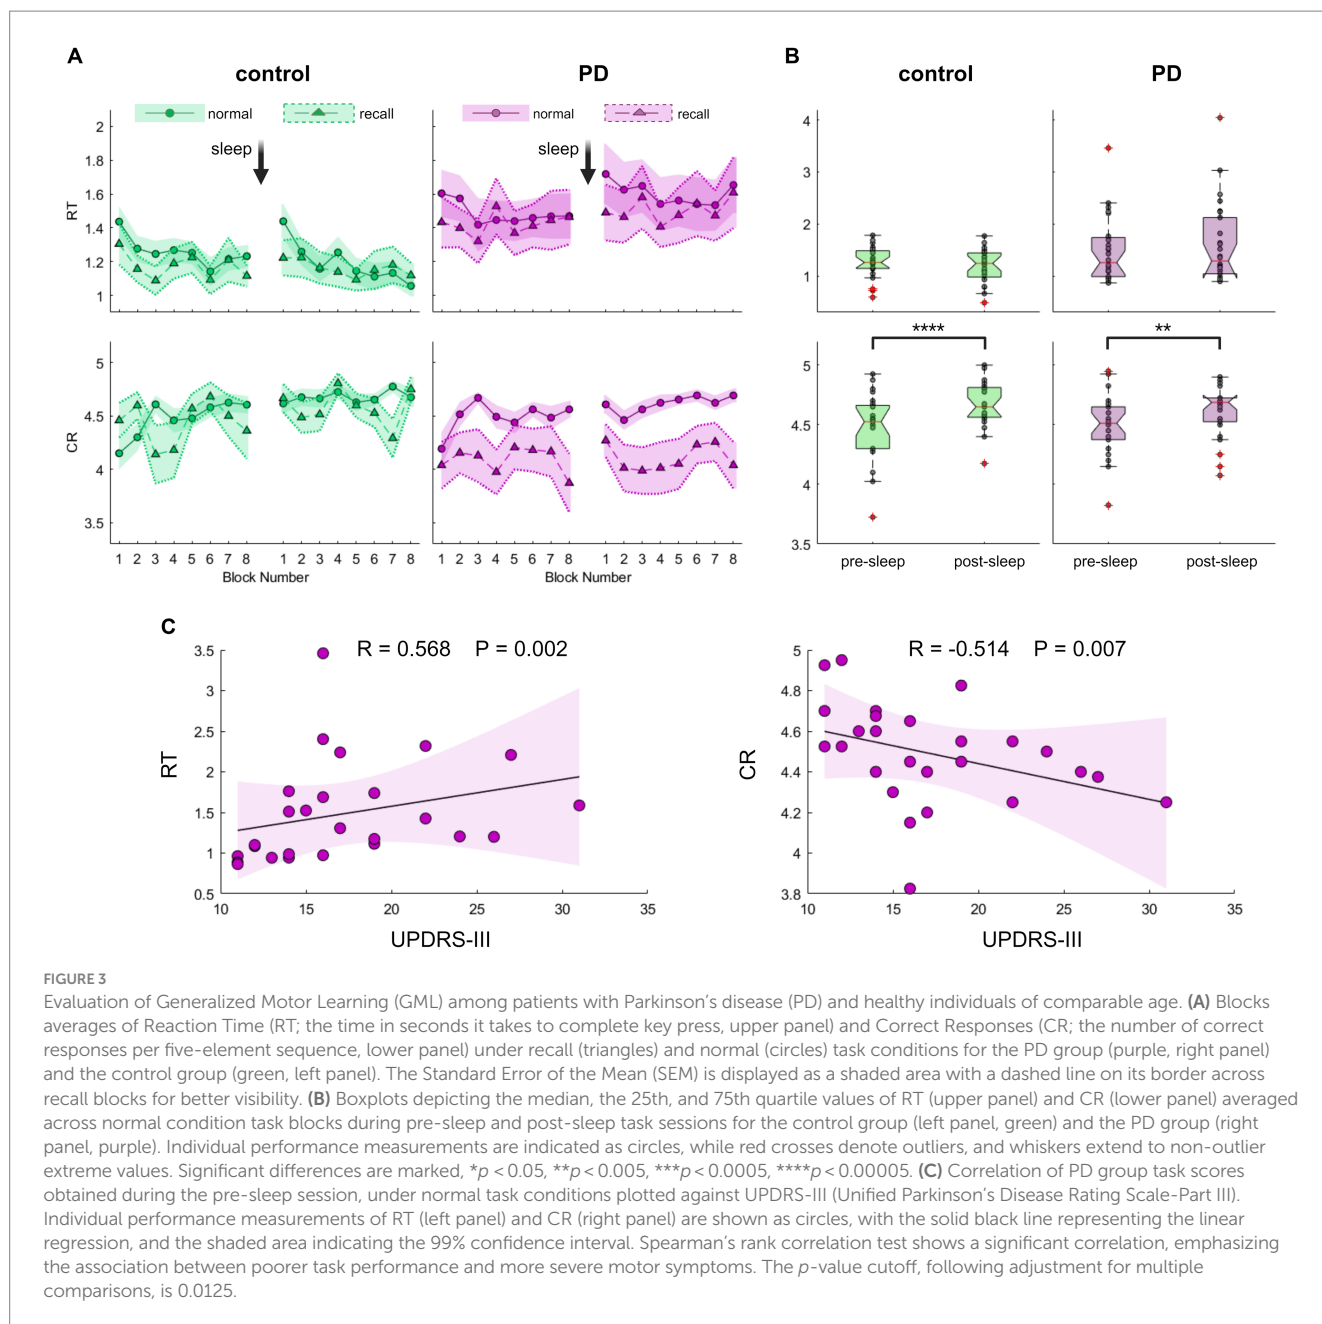 A
B
control
PD
control
PD
normal
recall
normal
recall
sleep
sleep
RT
2
1.8
1.6
1.4
1.2
1
4
3
2
1
CR
5
4.5
4
3.5
****
**
5
4.5
4
3.5
1 2 3 4 5 6 7 8
1 2 3 4 5 6 7 8
1 2 3 4 5 6 7 8
1 2 3 4 5 6 7 8
Block Number
Block Number
pre-sleep
post-sleep
pre-sleep
post-sleep
C
R = 0.568 P = 0.002
RT
3.5
3
2.5
2
1.5
1
0.5
10 15 20 25 30 35
UPDRS-III
R = -0.514 P = 0.007
CR
5
4.8
4.6
4.4
4.2
4
3.8
10 15 20 25 30 35
UPDRS-III
FIGURE 3
Evaluation of Generalized Motor Learning (GML) among patients with Parkinson's disease (PD) and healthy individuals of comparable age. (A) Blocks
averages of Reaction Time (RT; the time in seconds it takes to complete key press, upper panel) and Correct Responses (CR; the number of correct
responses per five-element sequence, lower panel) under recall (triangles) and normal (circles) task conditions for the PD group (purple, right panel)
and the control group (green, left panel). The Standard Error of the Mean (SEM) is displayed as a shaded area with a dashed line on its border across
recall blocks for better visibility. (B) Boxplots depicting the median, the 25th, and 75th quartile values of RT (upper panel) and CR (lower panel) averaged
across normal condition task blocks during pre-sleep and post-sleep task sessions for the control group (left panel, green) and the PD group (right
panel, purple). Individual performance measurements are indicated as circles, while red crosses denote outliers, and whiskers extend to non-outlier
extreme values. Significant differences are marked, *p < 0.05, **p < 0.005, ***p < 0.0005, ****p < 0.00005. (C) Correlation of PD group task scores
obtained during the pre-sleep session, under normal task conditions plotted against UPDRS-III (Unified Parkinson's Disease Rating Scale-Part III).
Individual performance measurements of RT (left panel) and CR (right panel) are shown as circles, with the solid black line representing the linear
regression, and the shaded area indicating the 99% confidence interval. Spearman's rank correlation test shows a significant correlation, emphasizing
the association between poorer task performance and more severe motor symptoms. The p-value cutoff, following adjustment for multiple
comparisons, is 0.0125.